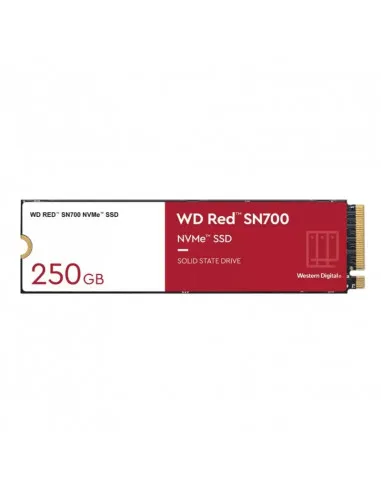 WD RED™ SN700 NVMe™ SSD
250GB
WD Red™ SN700
NVMe™ SSD
SOLID STATE DRIVE
Western Digital®